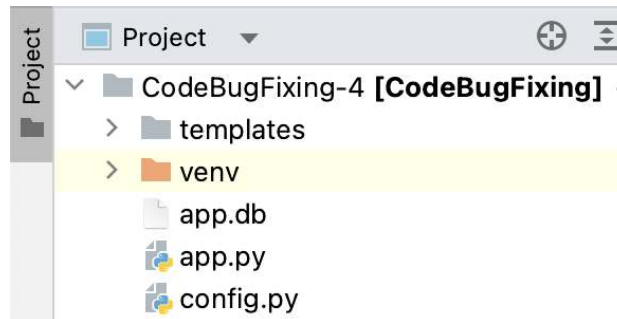 Project
Project
CodeBugFixing-4 [CodeBugFixing]
templates
venv
app.db
app.py
config.py